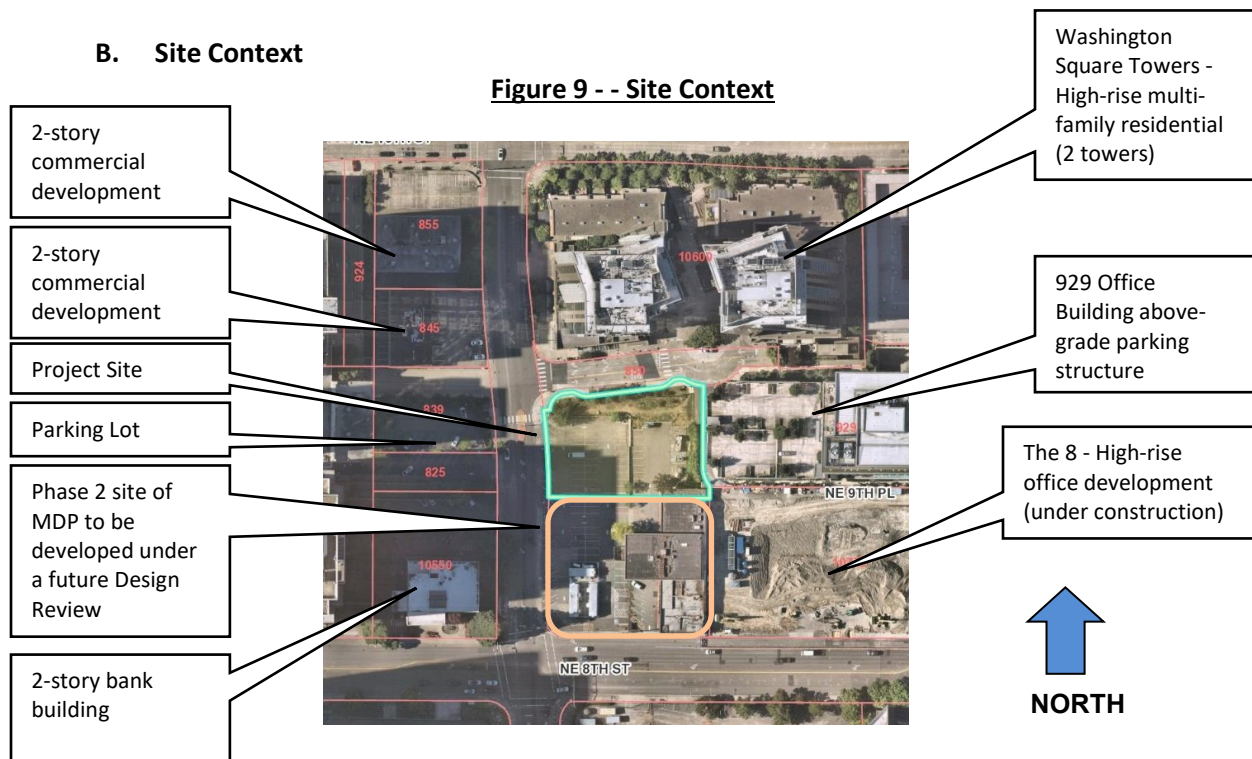 B. Site Context
Figure 9 - - Site Context
2-story
commercial
development
2-story
commercial
development
Project Site
Parking Lot
Phase 2 site of
MDP to be
developed under
a future Design
Review
2-story bank
building
Washington
Square Towers -
High-rise multi-
family residential
(2 towers)
929 Office
Building above-
grade parking
structure
The 8 - High-rise
office development
(under construction)
NORTH
855
924
845
839
825
10550
929
NE 9TH PL
NE 8TH ST